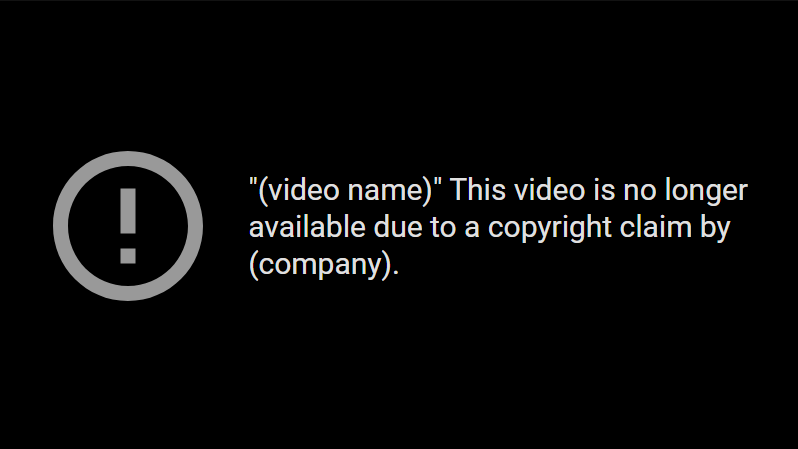 "(video name)" This video is no longer
available due to a copyright claim by
(company).